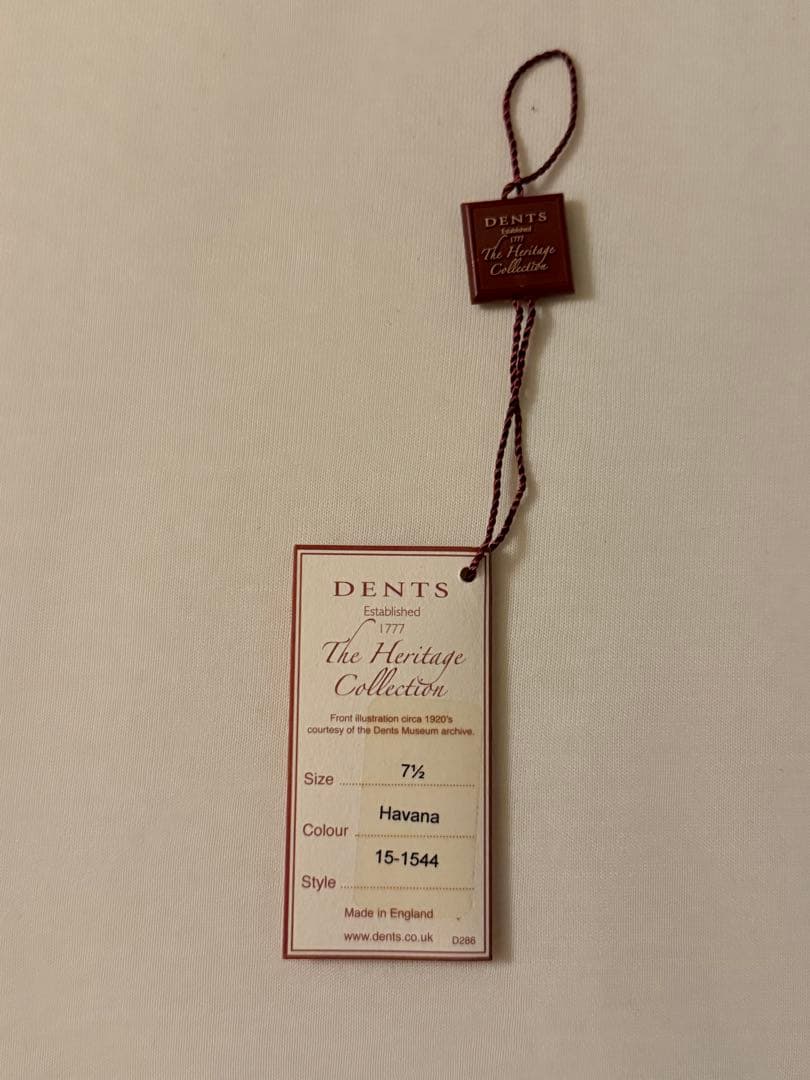 DENTS
Established
1777
The Heritage
Collection
DENTS
Established
1777
The Heritage
Collection
Front illustration circa 1920's
courtesy of the Dents Museum archive.
Size 7½
Colour Havana
Style 15-1544
Made in England
www.dents.co.uk D286